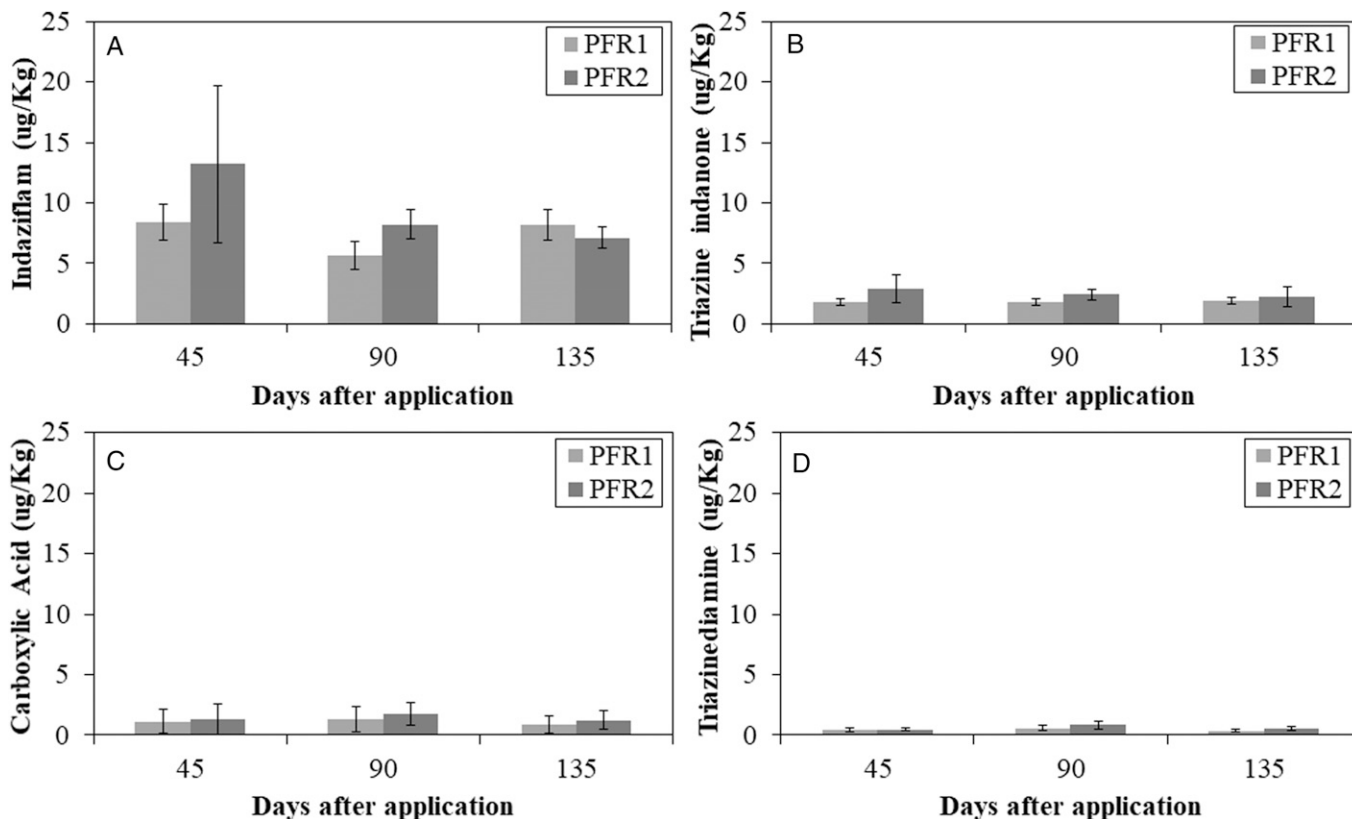 A
Indaziflam (ug/Kg)
25
20
15
10
5
0
PFR1
PFR2
45 90 135
Days after application
B
Triazine indanone (ug/Kg)
25
20
15
10
5
0
PFR1
PFR2
45 90 135
Days after application
C
Carboxylic Acid (ug/Kg)
25
20
15
10
5
0
PFR1
PFR2
45 90 135
Days after application
D
Triazinediamine (ug/Kg)
25
20
15
10
5
0
PFR1
PFR2
45 90 135
Days after application